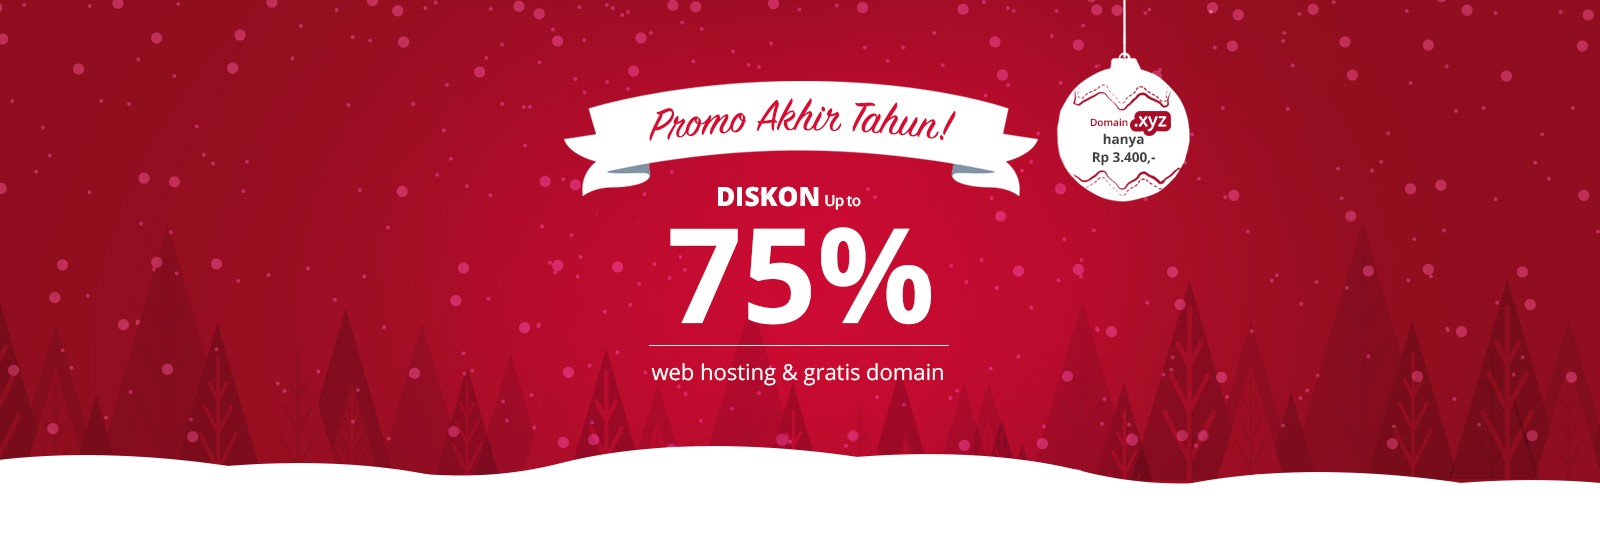 Promo Akhir Tahun!
Domain .xyz
hanya
Rp 3.400,-
DISKON Up to
75%
web hosting & gratis domain